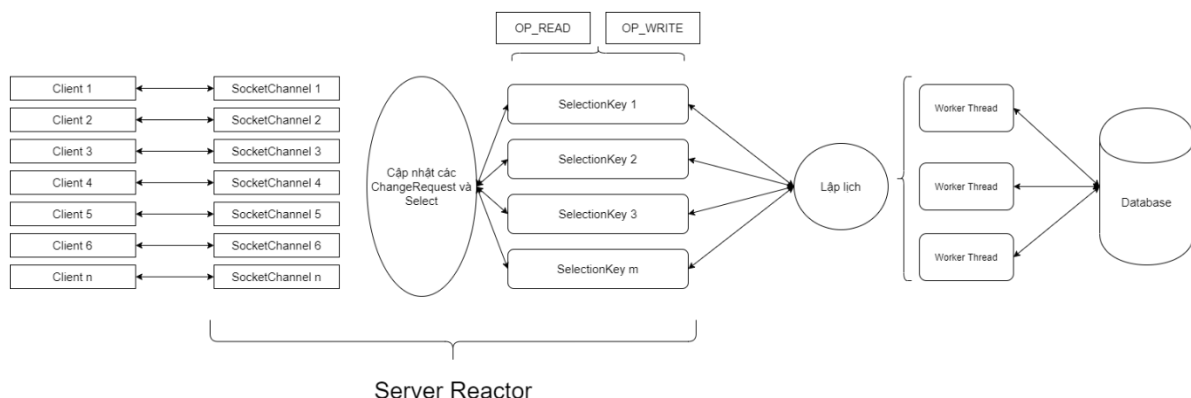 OP_READ
OP_WRITE
Client 1
SocketChannel 1
Client 2
SocketChannel 2
Client 3
SocketChannel 3
Client 4
SocketChannel 4
Client 5
SocketChannel 5
Client 6
SocketChannel 6
Client n
SocketChannel n
Cập nhật các
ChangeRequest và
Select
SelectionKey 1
SelectionKey 2
SelectionKey 3
SelectionKey m
Lập lịch
Worker Thread
Worker Thread
Worker Thread
Database
Server Reactor